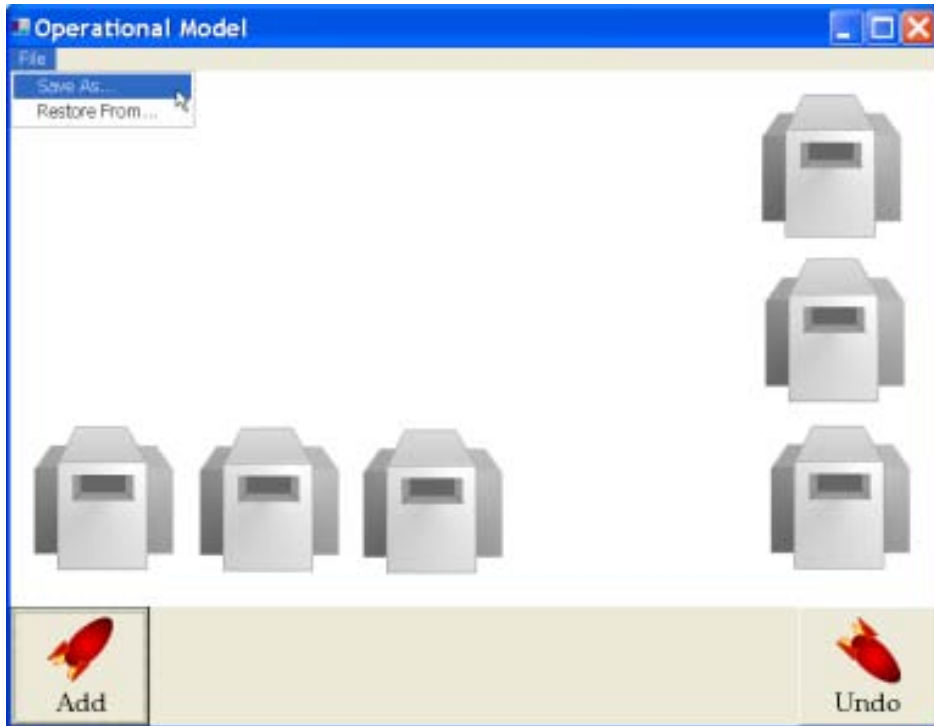 Operational Model
File
Save As...
Restore From...
Add
Undo